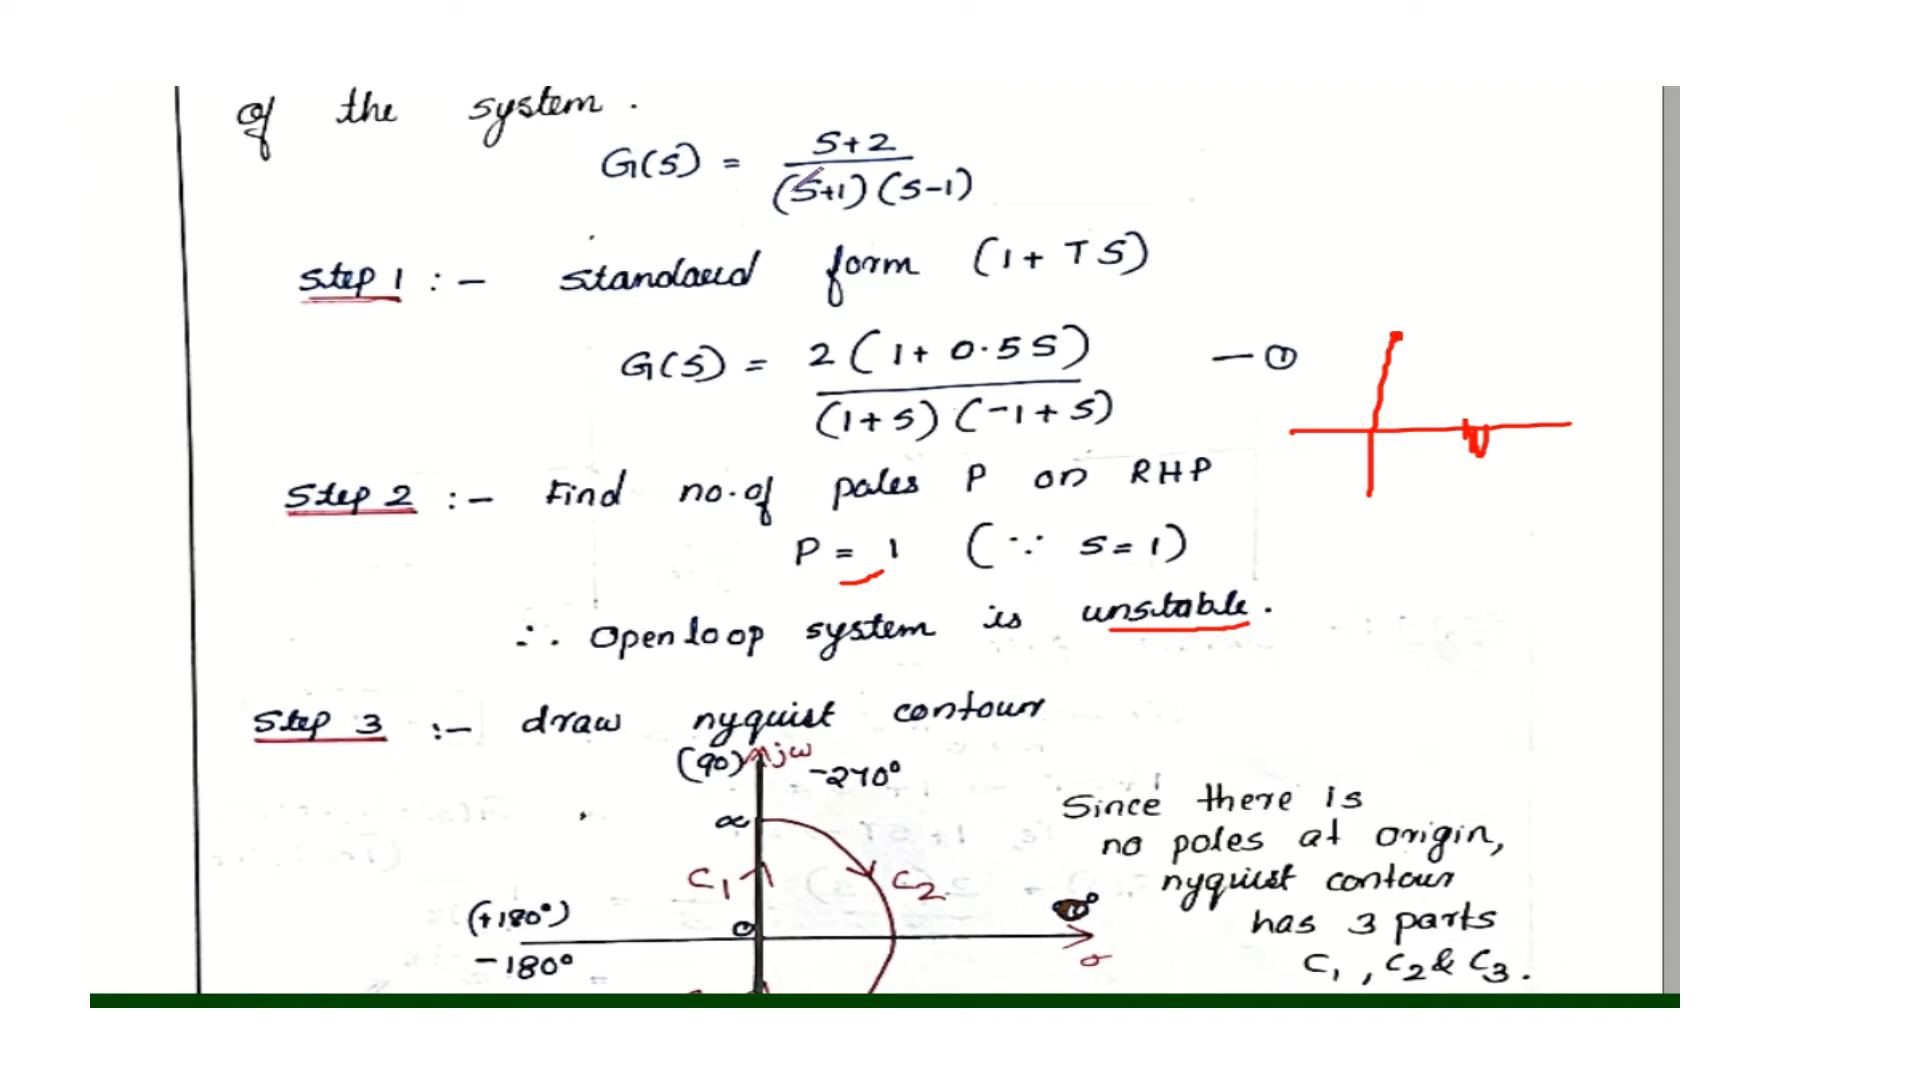 of the system.
G(s) = S+2 / (S+1) (S-1)
Step 1 :- Standard form (1+ TS)
G(S) = 2 (1+ 0.5S) / (1+S) (-1+S) — ①
Step 2 :- Find no.of poles P on RHP
P = 1 (∵ S=1)
∴ Open loop system is unstable.
Step 3 :- draw nyquist contour
(90) jω -270°
∞
C1 C2
(+180°)
0
-180°
σ
Since there is
no poles at origin,
nyquist contour
has 3 parts
C1, C2 & C3.